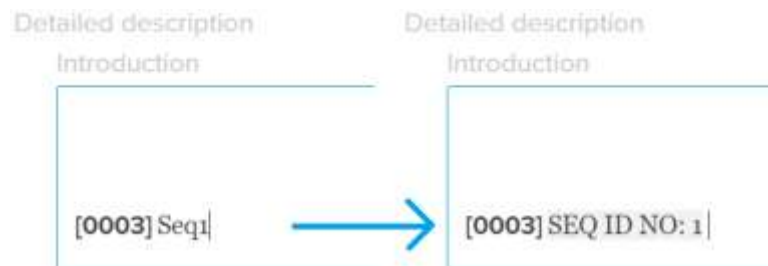 Detailed description
Introduction
[0003] Seq1
Detailed description
Introduction
[0003] SEQ ID NO: 1